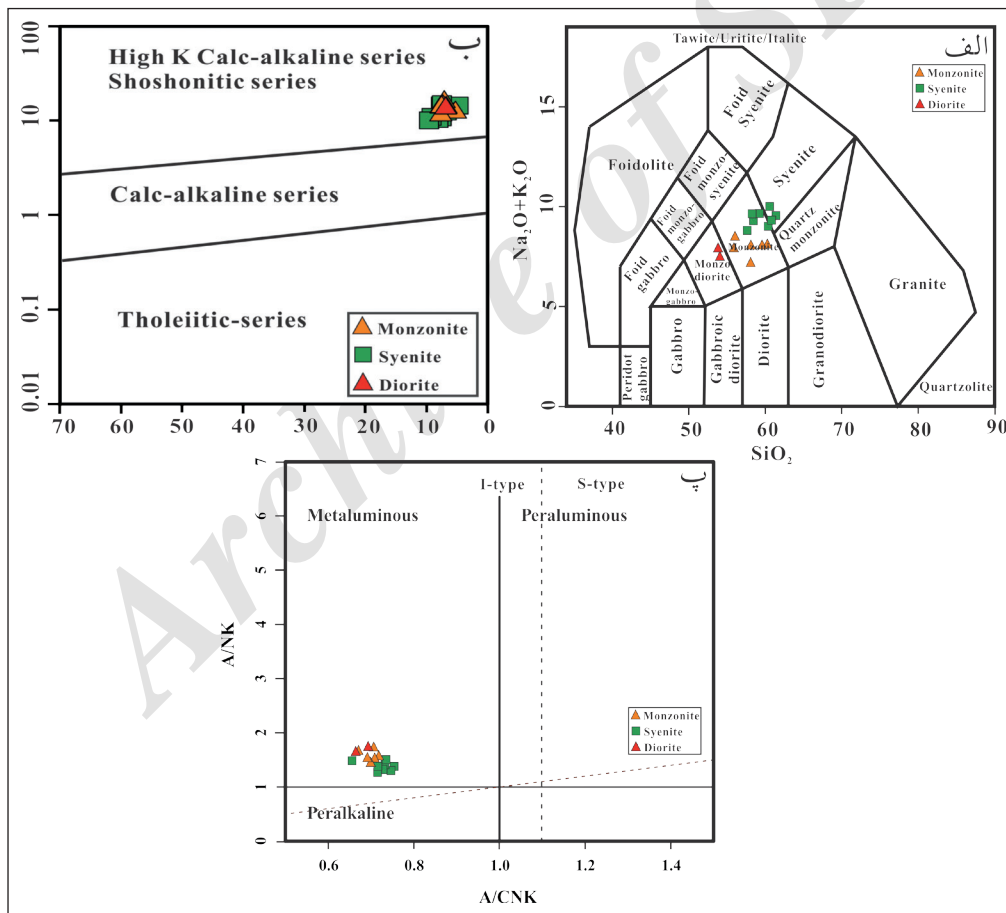 ب
100
10
1
0.1
0.01
High K Calc-alkaline series
Shoshonitic series
Calc-alkaline series
Tholeiitic-series
Monzonite
Syenite
Diorite
70 60 50 40 30 20 10 0
الف
Tawite/Uritite/Italite
Monzonite
Syenite
Diorite
Na₂O+K₂O
15
10
5
0
Foid
Syenite
Foidolite
Foid
monzo-
syenite
Syenite
Foid
monzo-
gabbro
Quartz
monzonite
Foid
gabbro
Monzonite
Monzo
diorite
Monzo-
gabbro
Granite
Peridot
gabbro
Gabbro
Gabbroic
diorite
Diorite
Granodiorite
Quartzolite
40 50 60 70 80 90
SiO₂
پ
I-type
S-type
Metaluminous
Peraluminous
Peralkaline
A/NK
7
6
5
4
3
2
1
0
Monzonite
Syenite
Diorite
0.6 0.8 1.0 1.2 1.4
A/CNK
Archive of S